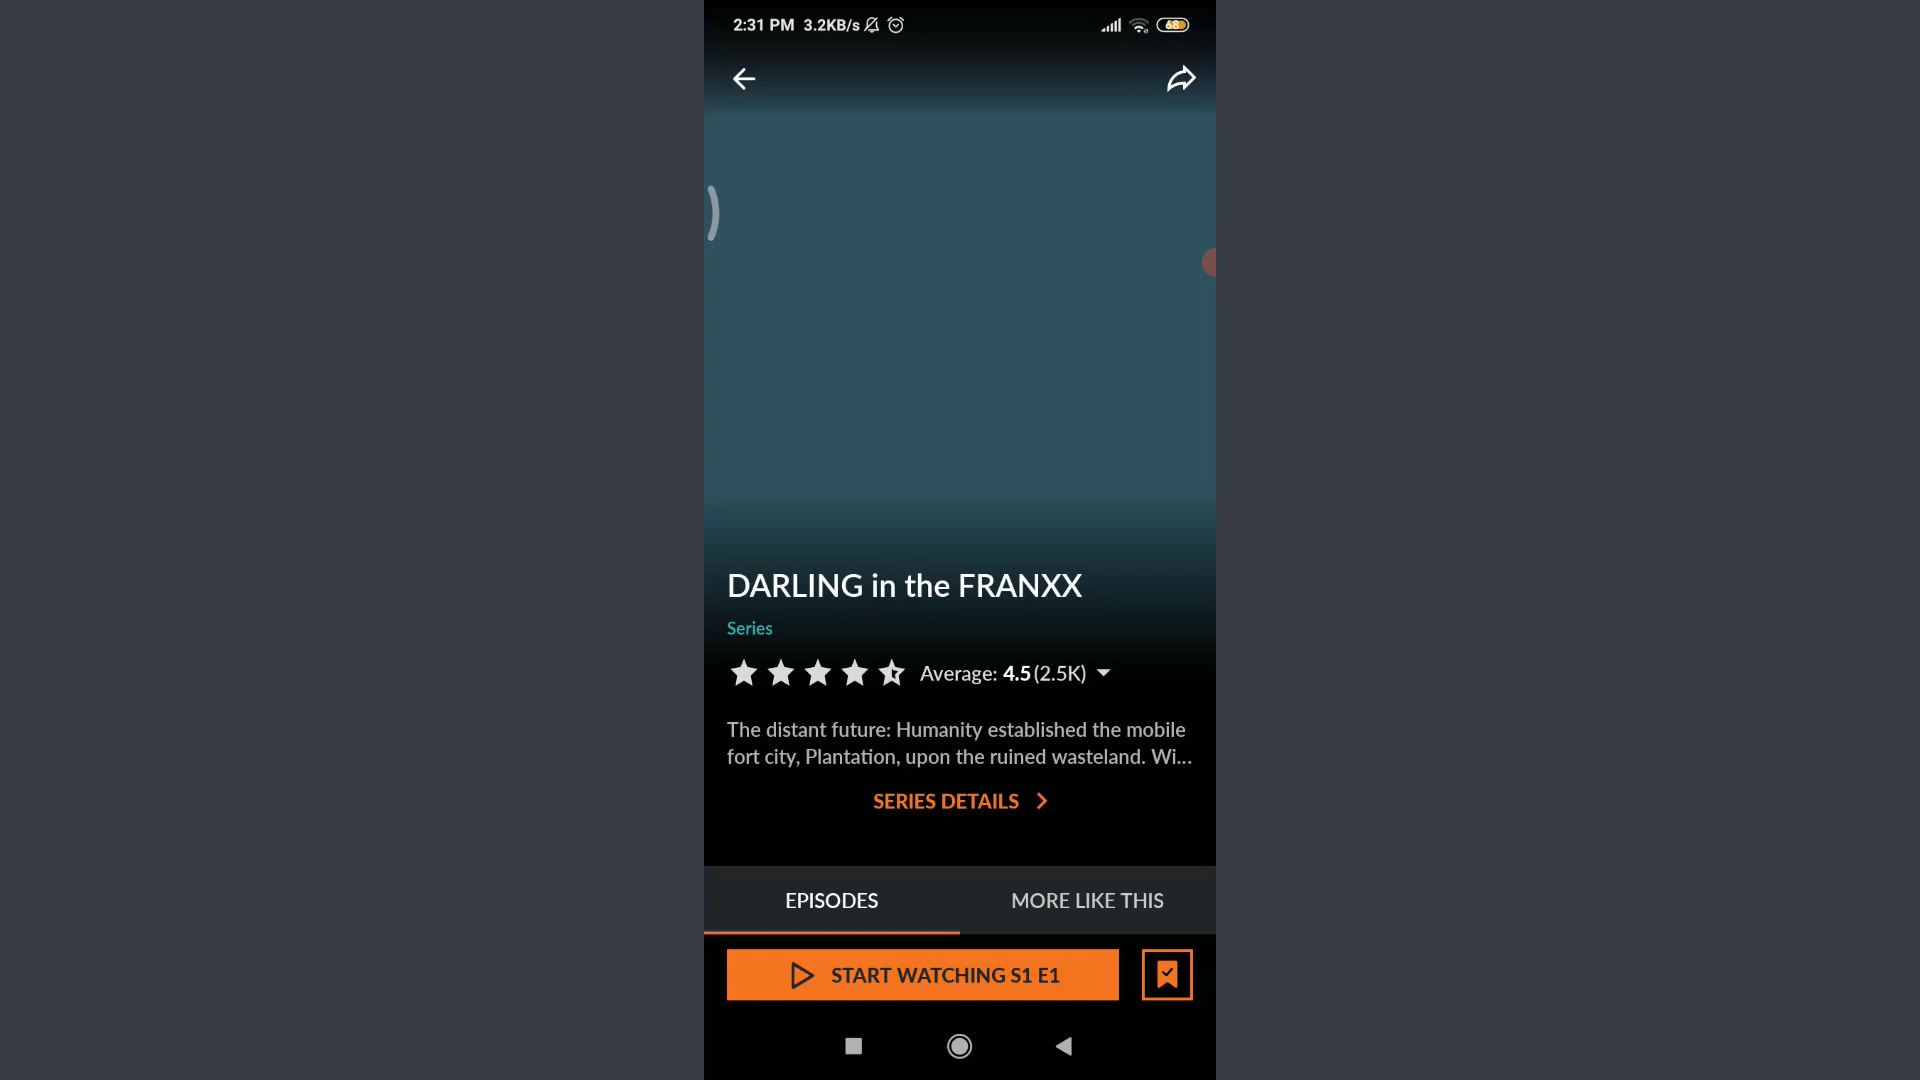 2:31 PM 3.2KB/s 68
DARLING in the FRANXX
Series
Average: 4.5 (2.5K)
The distant future: Humanity established the mobile
fort city, Plantation, upon the ruined wasteland. Wi...
SERIES DETAILS
EPISODES MORE LIKE THIS
START WATCHING S1 E1